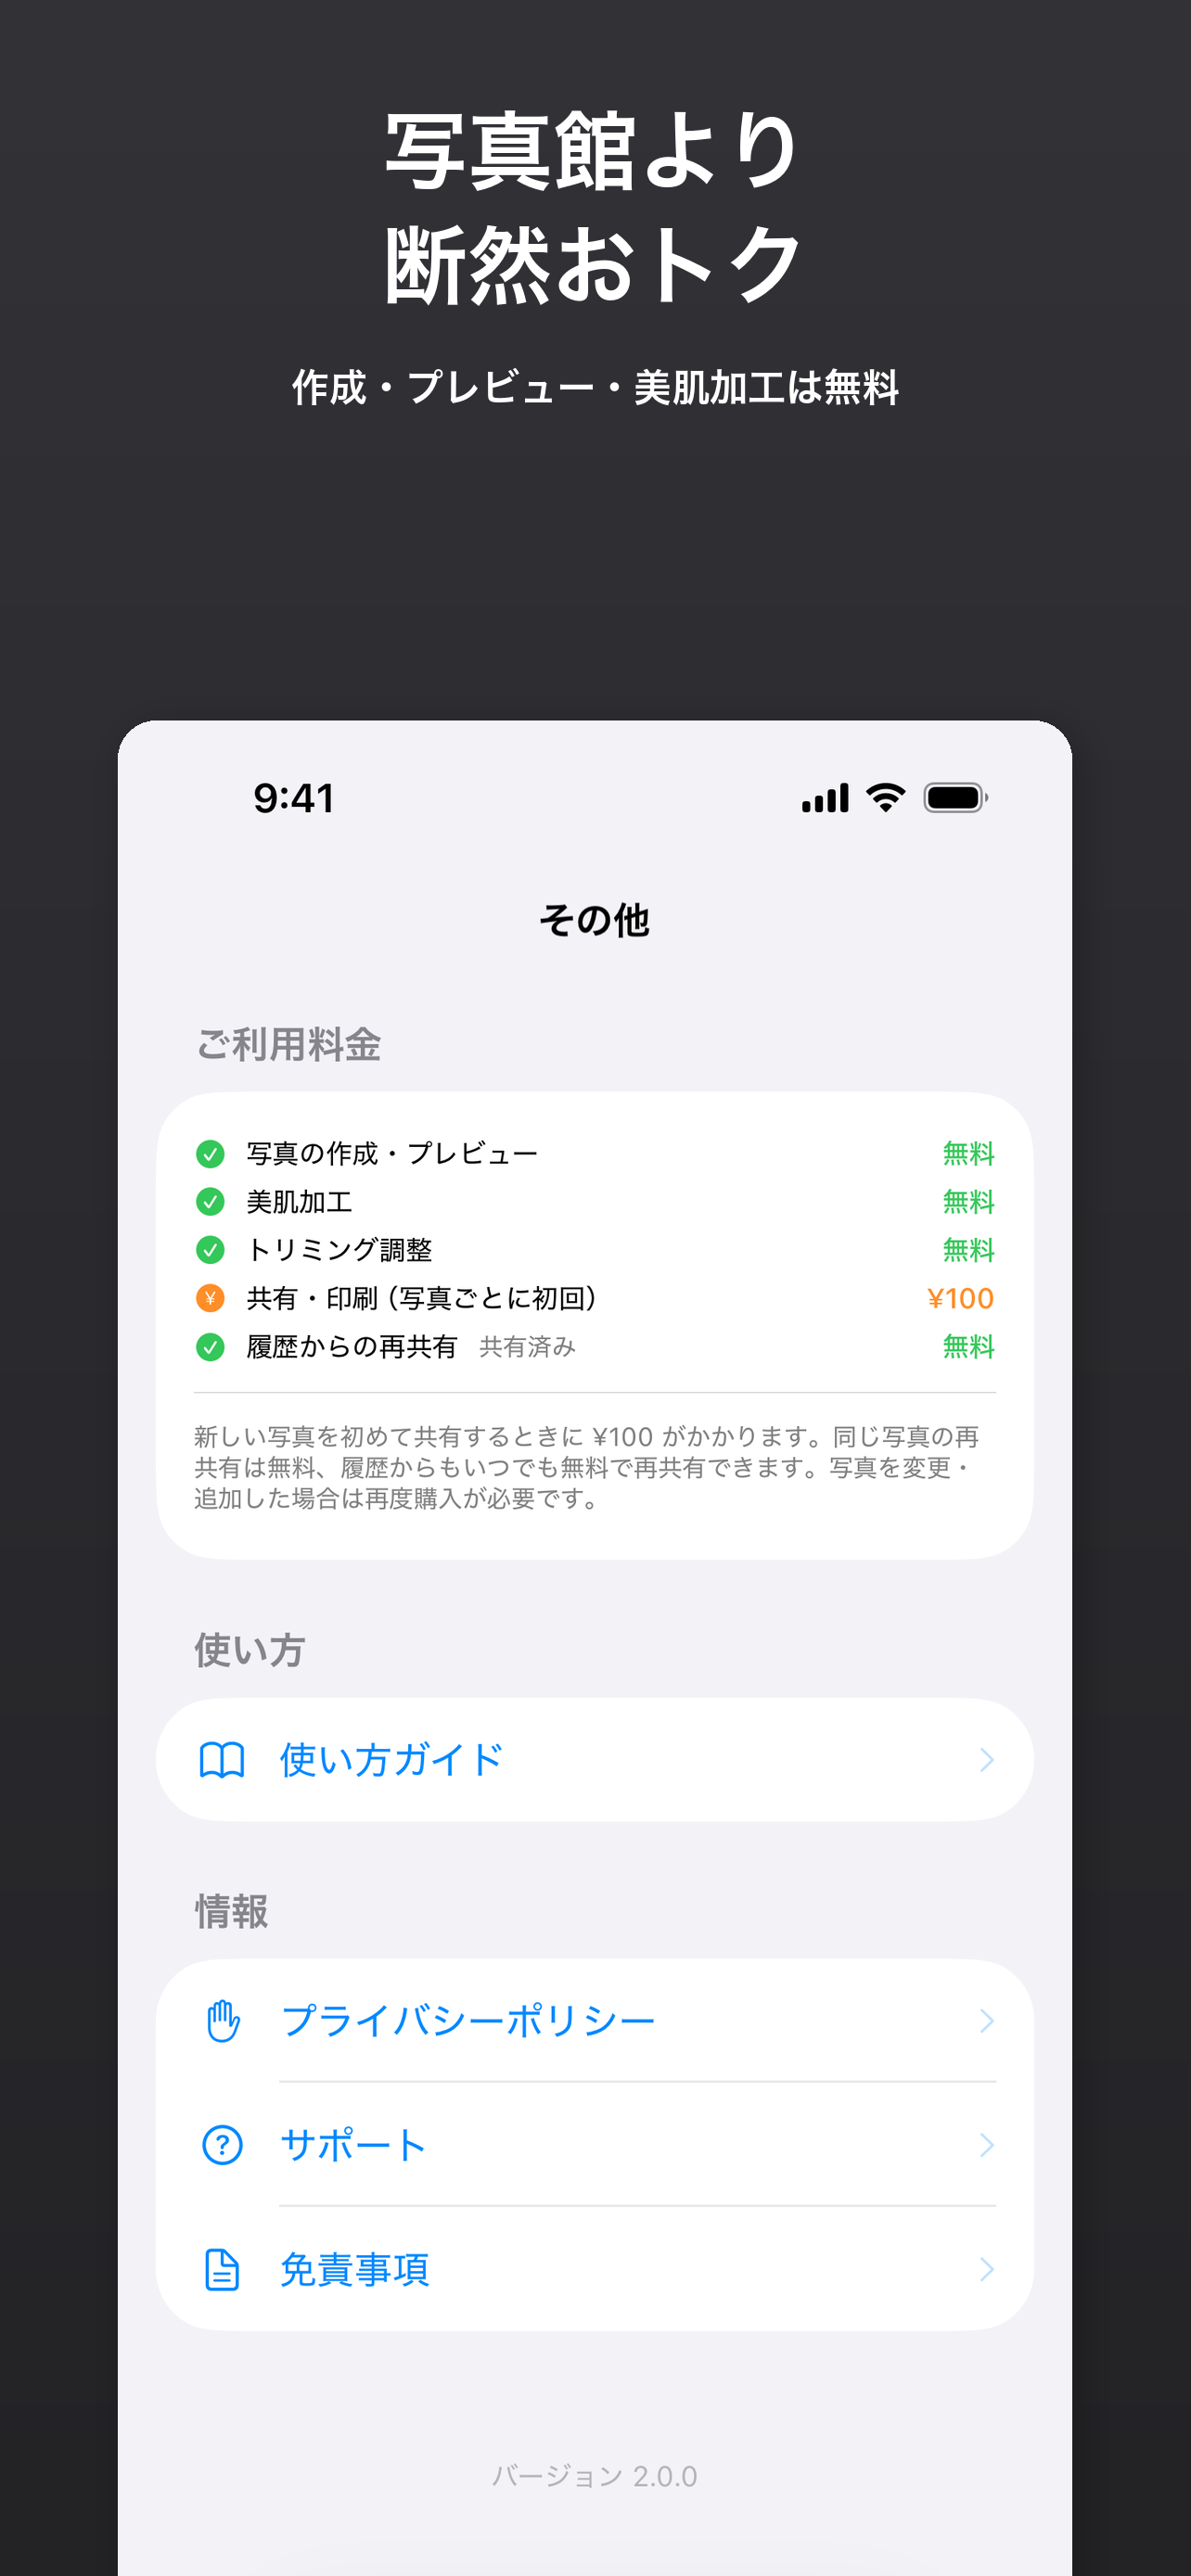 写真館より
断然おトク
作成・プレビュー・美肌加工は無料
9:41
その他
ご利用料金
写真の作成・プレビュー 無料
美肌加工 無料
トリミング調整 無料
¥ 共有・印刷（写真ごとに初回） ¥100
履歴からの再共有 共有済み 無料
新しい写真を初めて共有するときに ¥100 がかかります。同じ写真の再
共有は無料、履歴からもいつでも無料で再共有できます。写真を変更・
追加した場合は再度購入が必要です。
使い方
使い方ガイド
情報
プライバシーポリシー
サポート
免責事項
バージョン 2.0.0